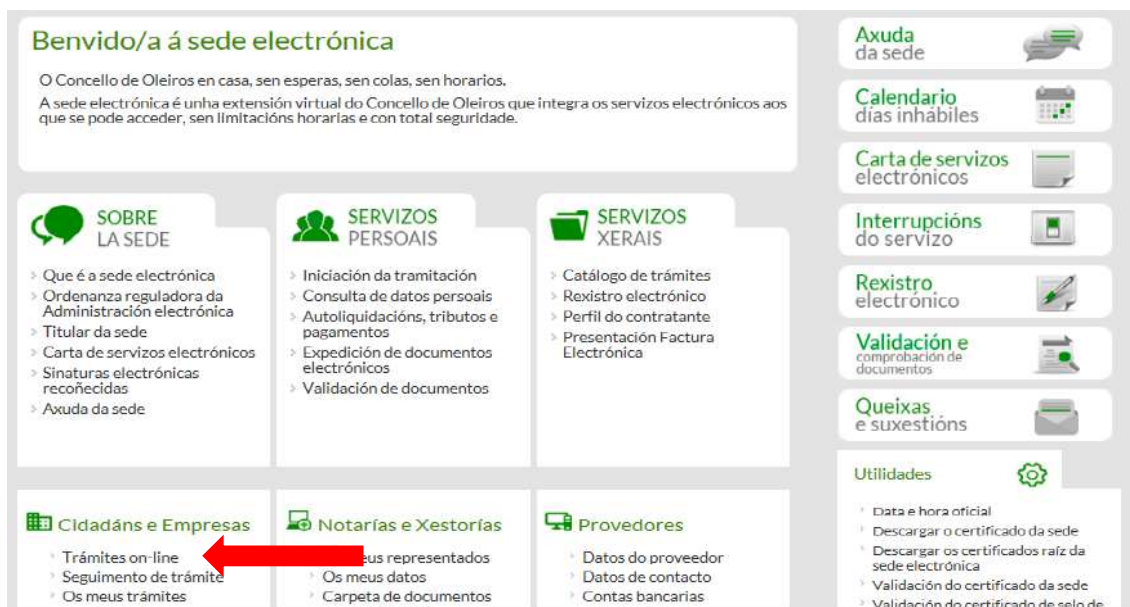 Benvido/a á sede electrónica
O Concello de Oleiros en casa, sen esperas, sen colas, sen horarios.
A sede electrónica é unha extensión virtual do Concello de Oleiros que integra os servizos electrónicos aos
que se pode acceder, sen limitacións horarias e con total seguridade.
SOBRE
LA SEDE
Que é a sede electrónica
Ordenanza reguladora da
Administración electrónica
Titular da sede
Carta de servizos electrónicos
Sinaturas electrónicas
recoñecidas
Axuda da sede
SERVIZOS
PERSOAIS
Iniciación da tramitación
Consulta de datos persoais
Autoliquidacións, tributos e
pagamentos
Expedición de documentos
electrónicos
Validación de documentos
SERVIZOS
XERAIS
Catálogo de trámites
Rexistro electrónico
Perfil do contratante
Presentación Factura
Electrónica
Cidadáns e Empresas
Trámites on-line
Seguimento de trámite
Os meus trámites
Notarías e Xestorías
eus representados
Os meus datos
Carpeta de documentos
Provedores
Datos do proveedor
Datos de contacto
Contas bancarias
Axuda
da sede
Calendario
días inhábiles
Carta de servizos
electrónicos
Interrupcións
do servizo
Rexistro
electrónico
Validación e
comprobación de
documentos
Queixas
e suxestións
Utilidades
Data e hora oficial
Descargar o certificado da sede
Descargar os certificados raíz da
sede electrónica
Validación do certificado da sede
Validación do certificado de selo de